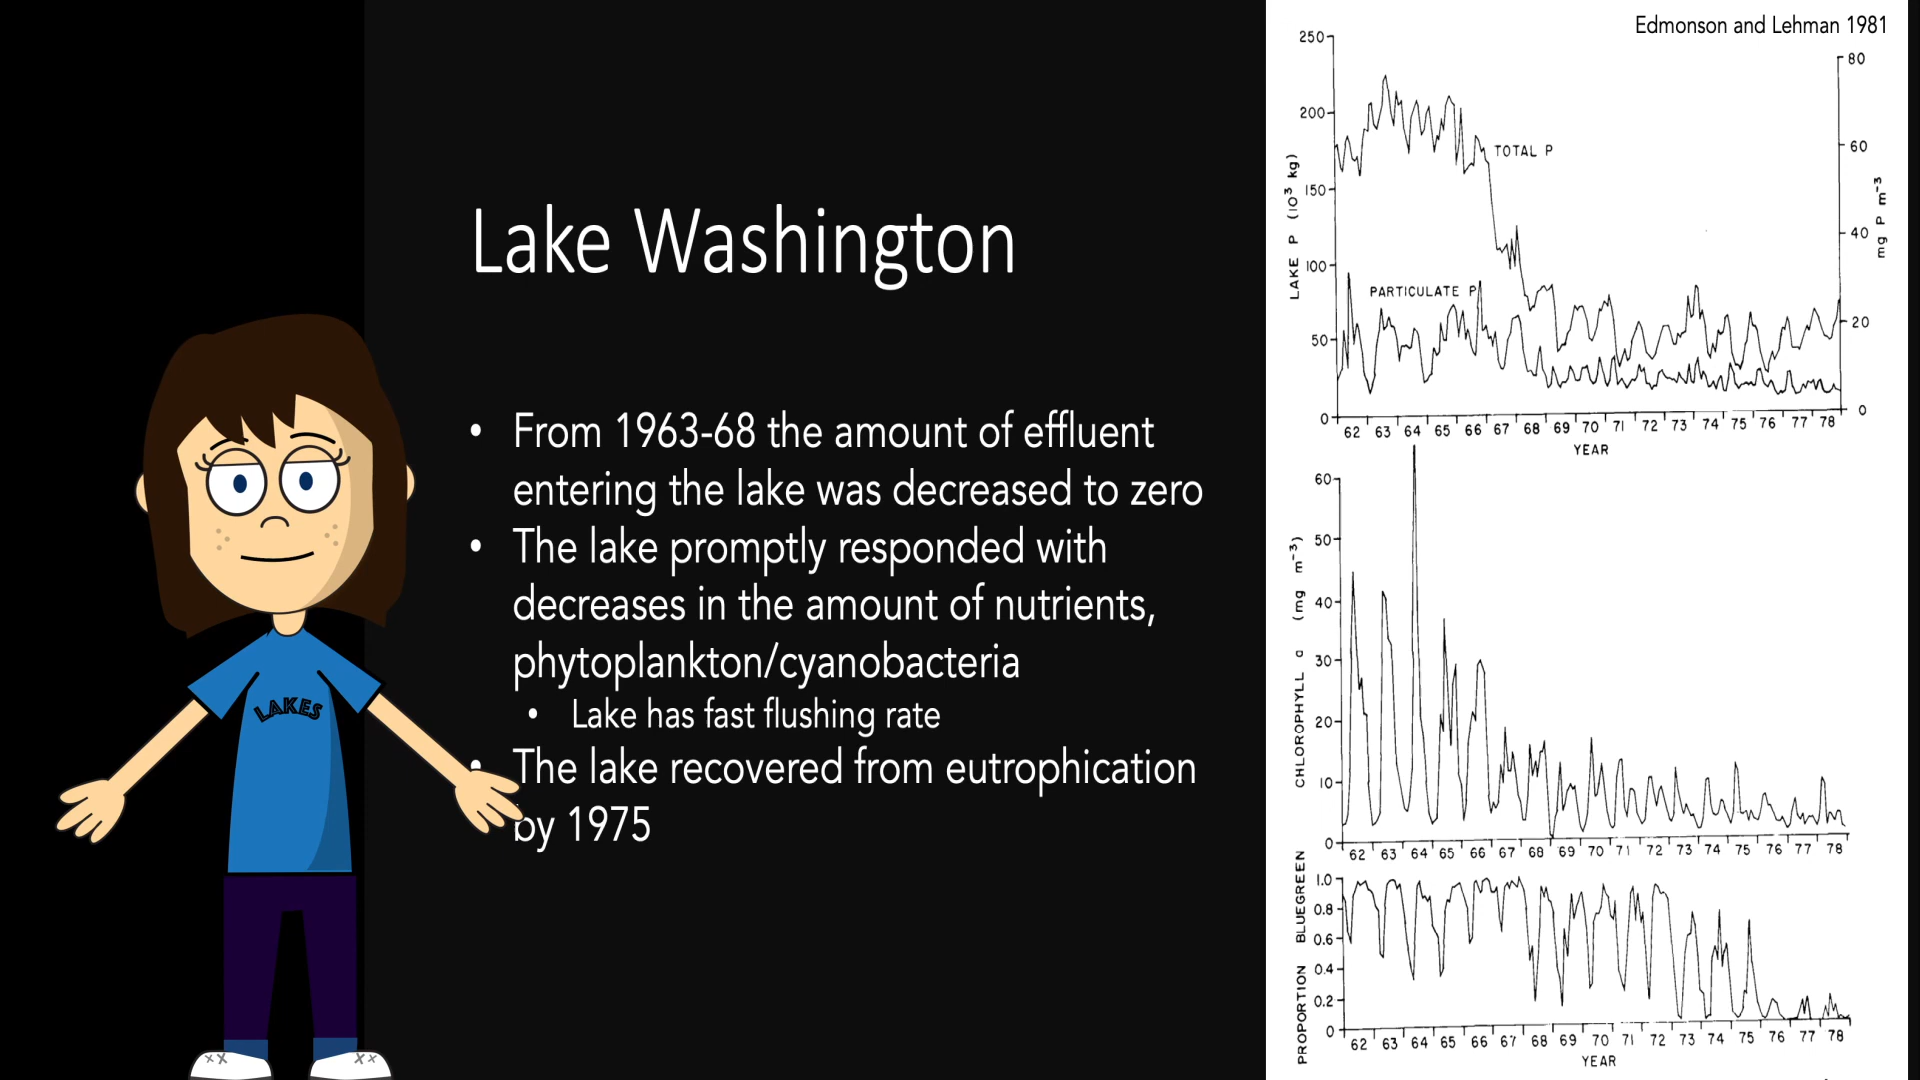 Edmonson and Lehman 1981
Lake Washington
• From 1963-68 the amount of effluent
entering the lake was decreased to zero
• The lake promptly responded with
decreases in the amount of nutrients,
phytoplankton/cyanobacteria
• Lake has fast flushing rate
• The lake recovered from eutrophication
by 1975
LAKES
250
200
150
100
50
0
LAKE P (10³ kg)
TOTAL P
PARTICULATE P
80
60
40
20
0
mg P m⁻³
62 63 64 65 66 67 68 69 70 71 72 73 74 75 76 77 78
YEAR
60
50
40
30
20
10
0
CHLOROPHYLL a (mg m⁻³)
62 63 64 65 66 67 68 69 70 71 72 73 74 75 76 77 78
1.0
0.8
0.6
0.4
0.2
0
PROPORTION BLUEGREEN
62 63 64 65 66 67 68 69 70 71 72 73 74 75 76 77 78
YEAR